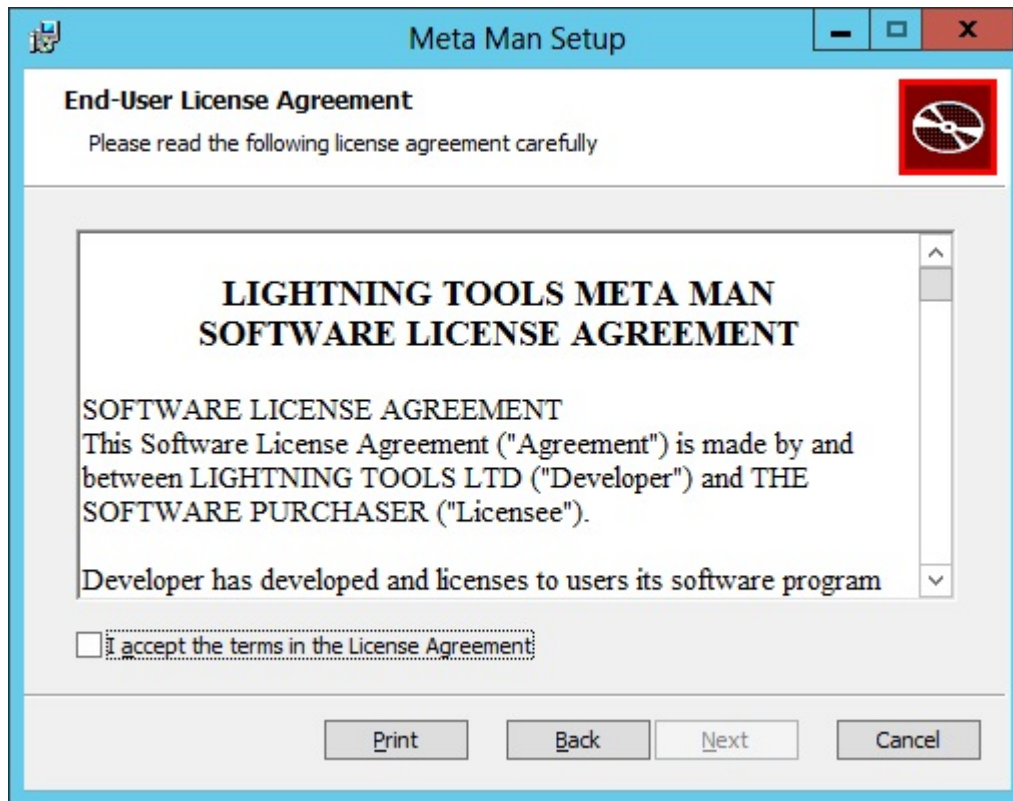 Meta Man Setup
End-User License Agreement
Please read the following license agreement carefully
LIGHTNING TOOLS META MAN
SOFTWARE LICENSE AGREEMENT
SOFTWARE LICENSE AGREEMENT
This Software License Agreement ("Agreement") is made by and
between LIGHTNING TOOLS LTD ("Developer") and THE
SOFTWARE PURCHASER ("Licensee").
Developer has developed and licenses to users its software program
I accept the terms in the License Agreement
Print Back Next Cancel